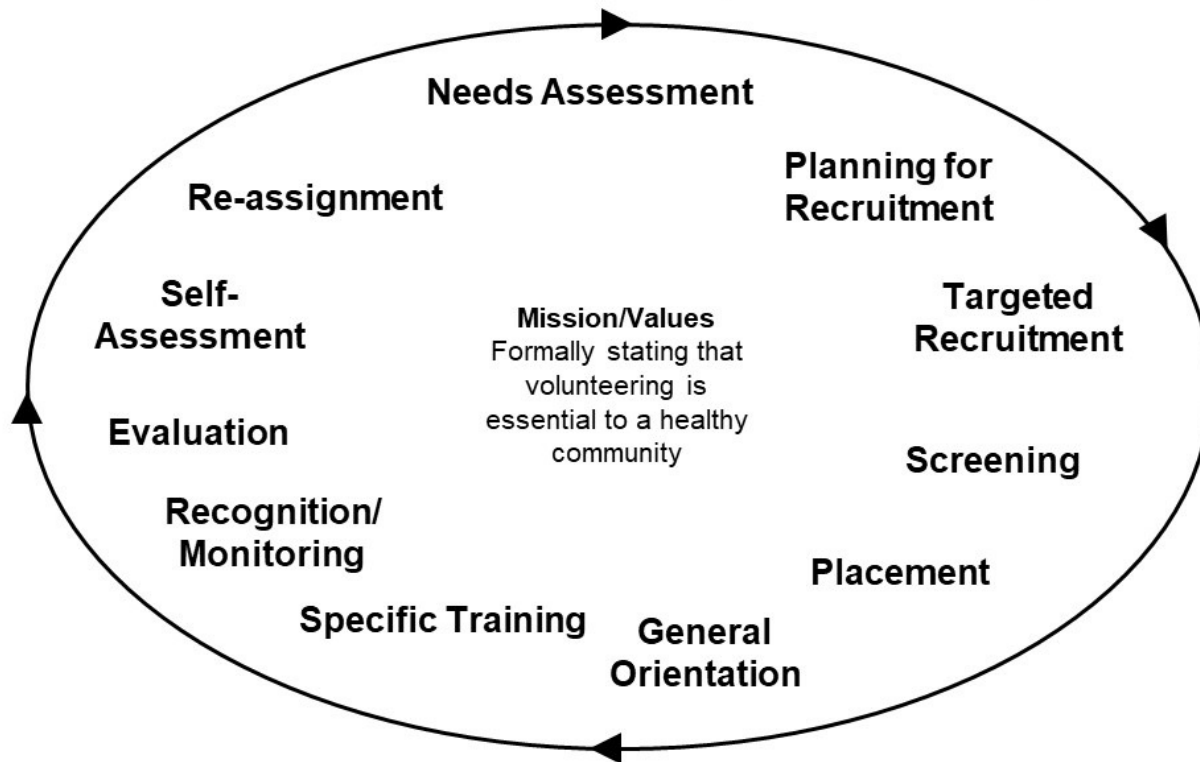 Needs Assessment
Planning for
Recruitment
Targeted
Recruitment
Screening
Placement
General
Orientation
Specific Training
Recognition/
Monitoring
Evaluation
Self-
Assessment
Re-assignment
Mission/Values
Formally stating that
volunteering is
essential to a healthy
community